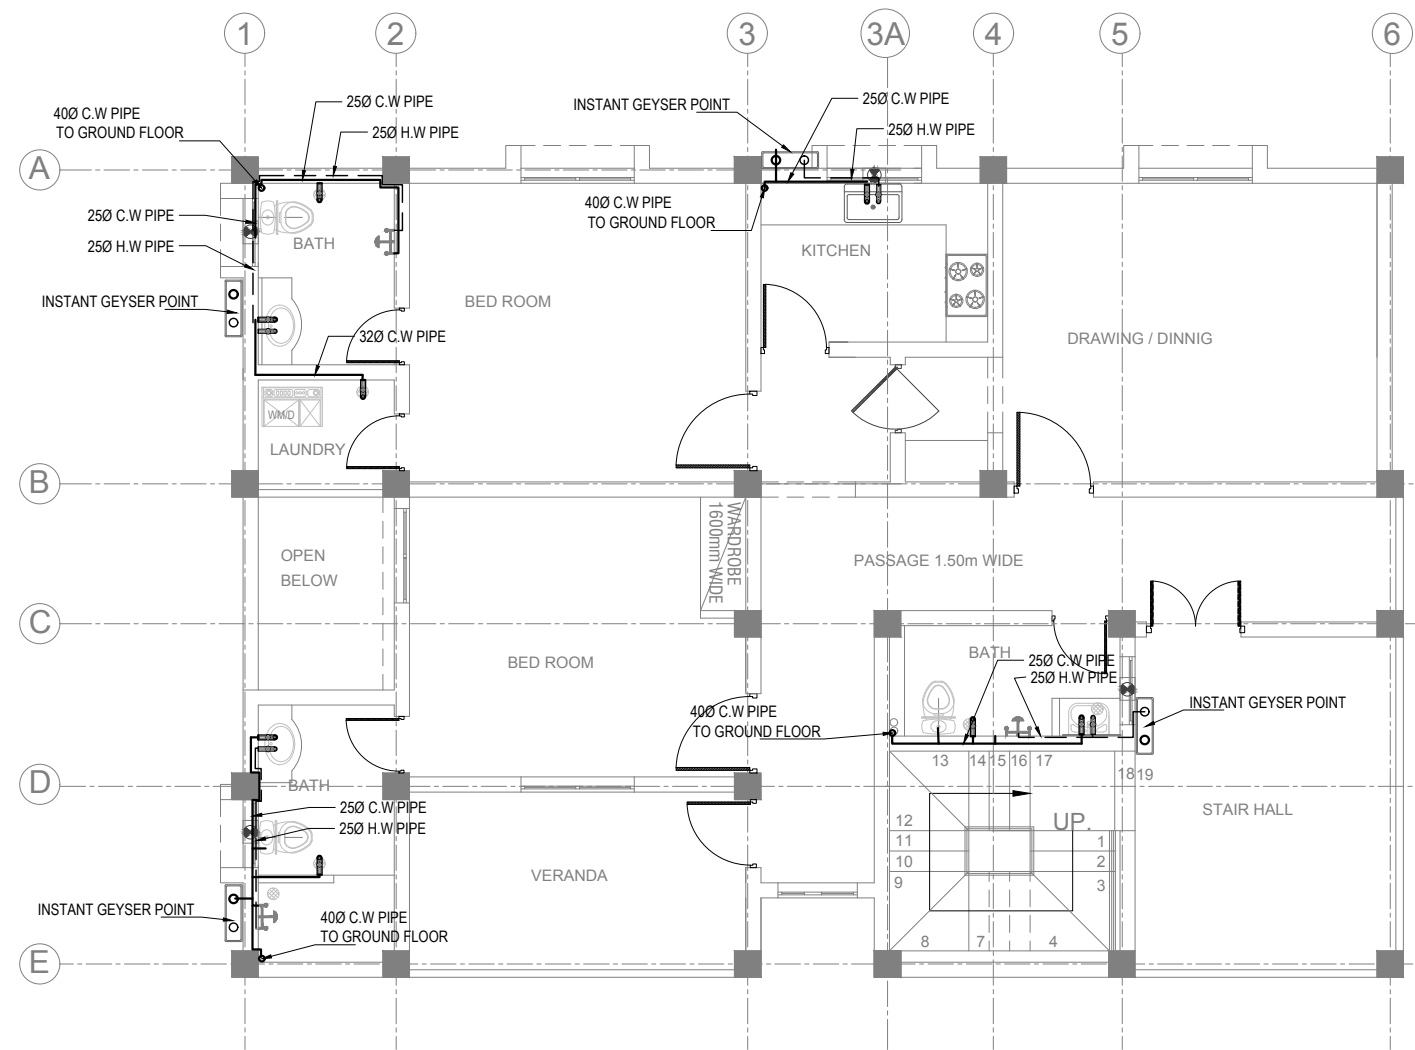 1 2 3 3A 4 5 6
25Ø C.W PIPE
40Ø C.W PIPE
TO GROUND FLOOR
25Ø H.W PIPE
INSTANT GEYSER POINT
25Ø C.W PIPE
25Ø H.W PIPE
A
40Ø C.W PIPE
TO GROUND FLOOR
25Ø C.W PIPE
25Ø H.W PIPE
BATH
KITCHEN
INSTANT GEYSER POINT
BED ROOM
32Ø C.W PIPE
DRAWING / DINNIG
WM/D
LAUNDRY
B
WARDROBE
1600mm WIDE
OPEN
BELOW
PASSAGE 1.50m WIDE
C
BED ROOM
BATH
25Ø C.W PIPE
25Ø H.W PIPE
INSTANT GEYSER POINT
40Ø C.W PIPE
TO GROUND FLOOR
13 14 15 16 17
18 19
D
BATH
25Ø C.W PIPE
25Ø H.W PIPE
STAIR HALL
UP.
12
11
10
9
8 7 4
1
2
3
VERANDA
INSTANT GEYSER POINT
40Ø C.W PIPE
TO GROUND FLOOR
E